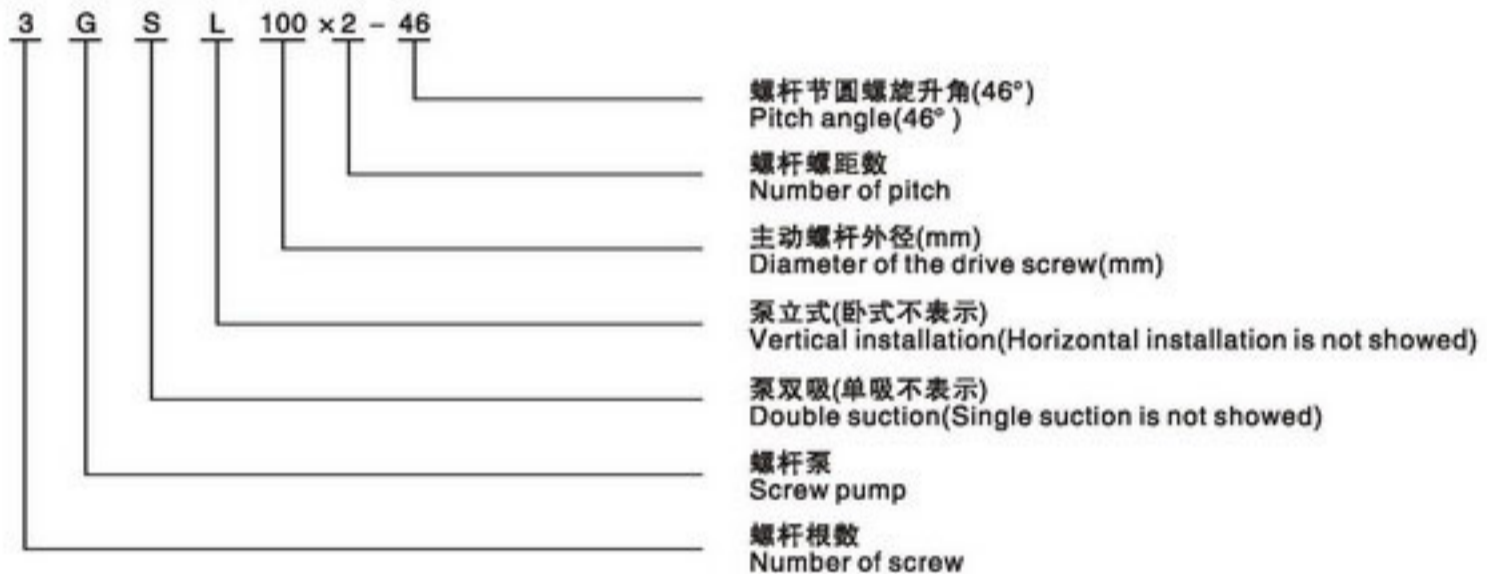 3 G S L 100 ×2 - 46
螺杆节圆螺旋升角(46°)
Pitch angle(46° )
螺杆螺距数
Number of pitch
主动螺杆外径(mm)
Diameter of the drive screw(mm)
泵立式(卧式不表示)
Vertical installation(Horizontal installation is not showed)
泵双吸(单吸不表示)
Double suction(Single suction is not showed)
螺杆泵
Screw pump
螺杆根数
Number of screw